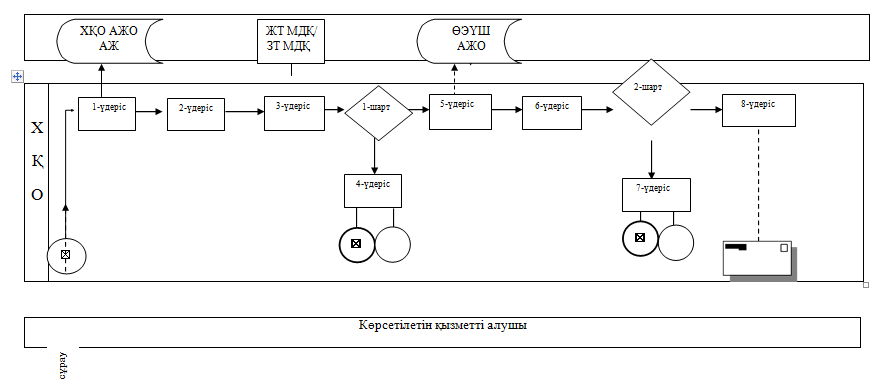 ХҚО АЖО
АЖ
ЖТ МДҚ/
ЗТ МДҚ
ӨЭҮШ
АЖО
Х
Қ
О
1-үдеріс
2-үдеріс
3-үдеріс
1-шарт
5-үдеріс
6-үдеріс
2-шарт
8-үдеріс
4-үдеріс
7-үдеріс
Көрсетілетін қызметті алушы
сұрау